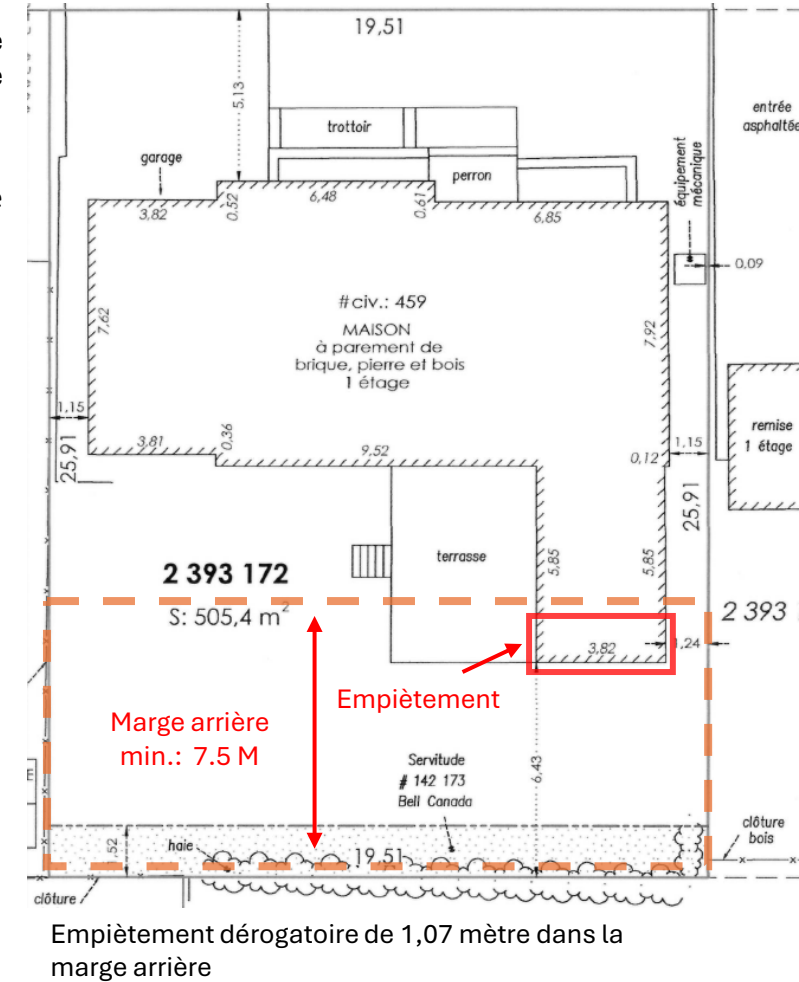 19,51
5,13
trottoir
entrée
asphaltée
garage
perron
équipement
mécanique
3,82
0,52
6,48
0,61
6,85
0,09
# civ.: 459
MAISON
à parement de
brique, pierre et bois
1 étage
7,62
7,92
1,15
3,81
0,36
9,52
0,12
1,15
remise
1 étage
25,91
25,91
terrasse
5,85
5,85
2 393 172
S: 505,4 m²
2 393
3,82
1,24
Empiètement
Marge arrière
min.: 7.5 M
Servitude
# 142 173
Bell Canada
6,43
haie
19,51
clôture
bois
clôture
Empiètement dérogatoire de 1,07 mètre dans la
marge arrière